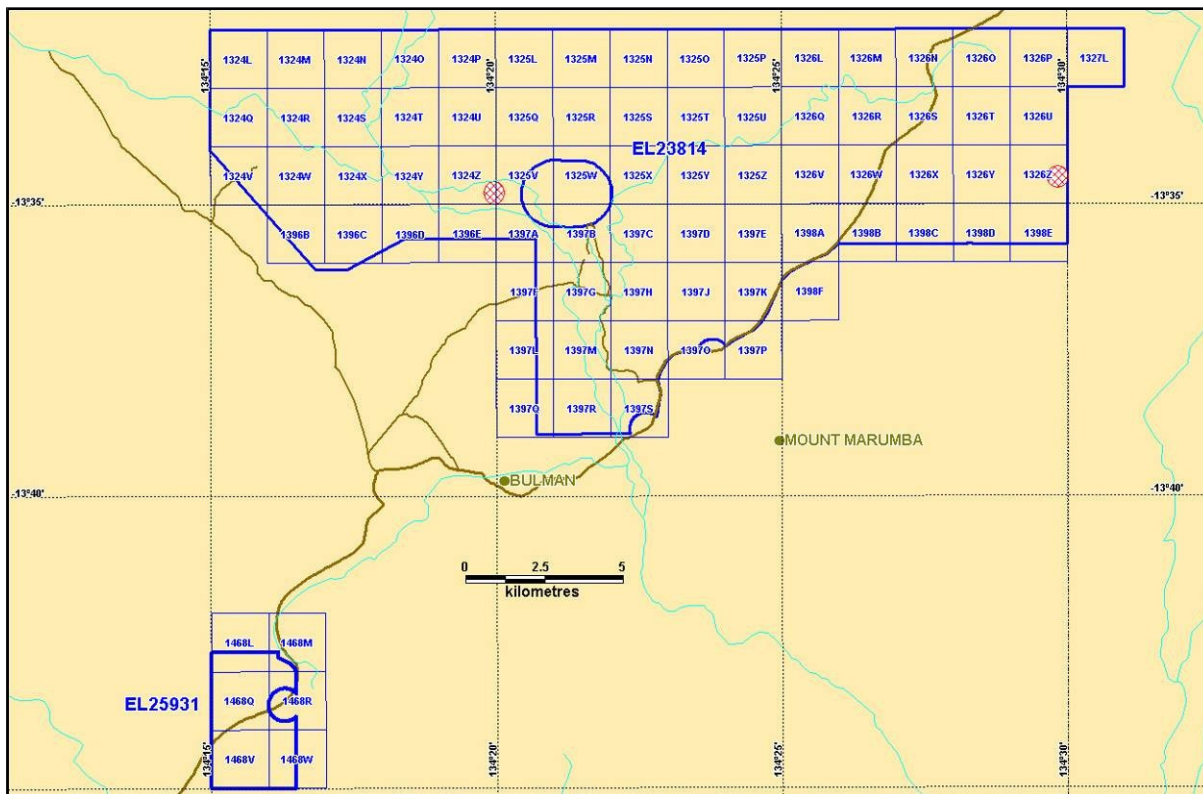 1324L 1324M 1324N 1324O 1324P 1325L 1325M 1325N 1325O 1325P 1326L 1326M 1326N 1326O 1326P 1327L
134°15' 134°20' 134°25' 134°30'
1324Q 1324R 1324S 1324T 1324U 1325Q 1325R 1325S 1325T 1325U 1326Q 1326R 1326S 1326T 1326U
EL23814
1324V 1324W 1324X 1324Y 1324Z 1325V 1325W 1325X 1325Y 1325Z 1326V 1326W 1326X 1326Y 1326Z
-13°35' -13°35'
1396B 1396C 1396D 1396E 1397A 1397B 1397C 1397D 1397E 1398A 1398B 1398C 1398D 1398E
1397F 1397G 1397H 1397J 1397K 1398F
1397L 1397M 1397N 1397O 1397P
1397Q 1397R 1397S
MOUNT MARUMBA
BULMAN
-13°40' -13°40'
0 2.5 5
kilometres
1468L 1468M
EL25931
1468Q 1468R
1468V 1468W
134°15' 134°20' 134°25' 134°30'